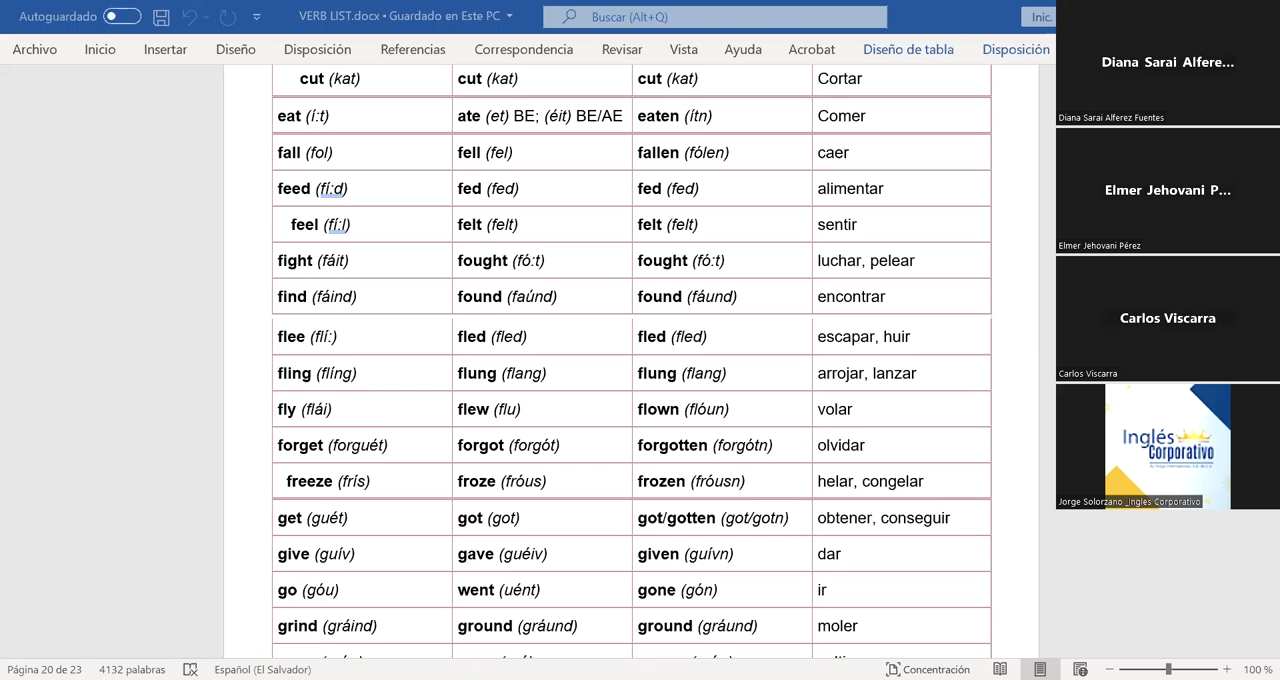 Autoguardado VERB LIST.docx • Guardado en Este PC Buscar (Alt+Q) Inic.
Archivo Inicio Insertar Diseño Disposición Referencias Correspondencia Revisar Vista Ayuda Acrobat Diseño de tabla Disposición
cut (kat) cut (kat) cut (kat) Cortar
eat (í:t) ate (et) BE; (éit) BE/AE eaten (ítn) Comer
fall (fol) fell (fel) fallen (fólen) caer
feed (fí:d) fed (fed) fed (fed) alimentar
feel (fí:l) felt (felt) felt (felt) sentir
fight (fáit) fought (fó:t) fought (fó:t) luchar, pelear
find (fáind) found (faúnd) found (fáund) encontrar
flee (flí:) fled (fled) fled (fled) escapar, huir
fling (flíng) flung (flang) flung (flang) arrojar, lanzar
fly (flái) flew (flu) flown (flóun) volar
forget (forguét) forgot (forgót) forgotten (forgótn) olvidar
freeze (frís) froze (fróus) frozen (fróusn) helar, congelar
get (guét) got (got) got/gotten (got/gotn) obtener, conseguir
give (guív) gave (guéiv) given (guívn) dar
go (góu) went (uént) gone (gón) ir
grind (gráind) ground (gráund) ground (gráund) moler
Página 20 de 23 4132 palabras Español (El Salvador) Concentración 100 %
Diana Sarai Alfere...
Diana Sarai Alferez Fuentes
Elmer Jehovani P...
Elmer Jehovani Pérez
Carlos Viscarra
Carlos Viscarra
Inglés
Corporativo
Jorge Solorzano _Ingles Corporativo